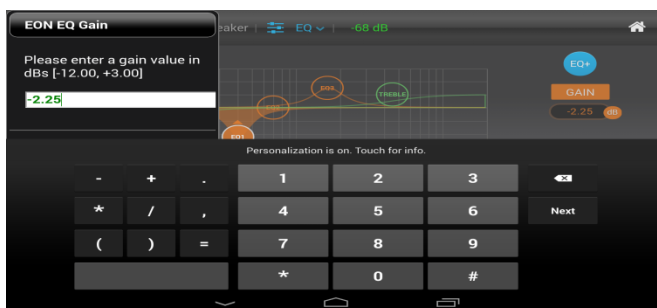 EON EQ Gain
eaker
EQ
-68 dB
Please enter a gain value in
dBs [-12.00, +3.00]
-2.25
EQ1
TREBLE
EQ+
GAIN
-2.25 dB
Personalization is on. Touch for info.
- + . 1 2 3
* / , 4 5 6 Next
( ) = 7 8 9
* 0 #